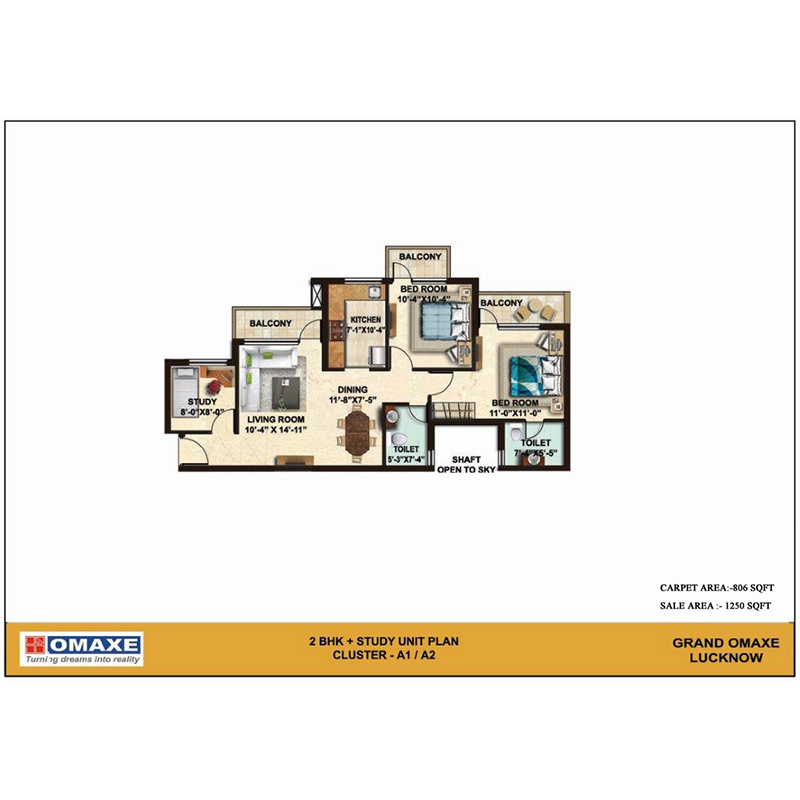 BALCONY
BED ROOM
10'-4"X10'-4"
BALCONY
KITCHEN
7'-1"X10'-4"
BALCONY
DINING
11'-8"X7'-5"
STUDY
8'-0"X8'-0"
LIVING ROOM
10'-4" X 14'-11"
BED ROOM
11'-0"X11'-0"
TOILET
5'-3"X7'-4"
SHAFT
OPEN TO SKY
TOILET
7'-4"X5'-5"
CARPET AREA:-806 SQFT
SALE AREA :- 1250 SQFT
OMAXE
Turning dreams into reality
2 BHK + STUDY UNIT PLAN
CLUSTER - A1 / A2
GRAND OMAXE
LUCKNOW